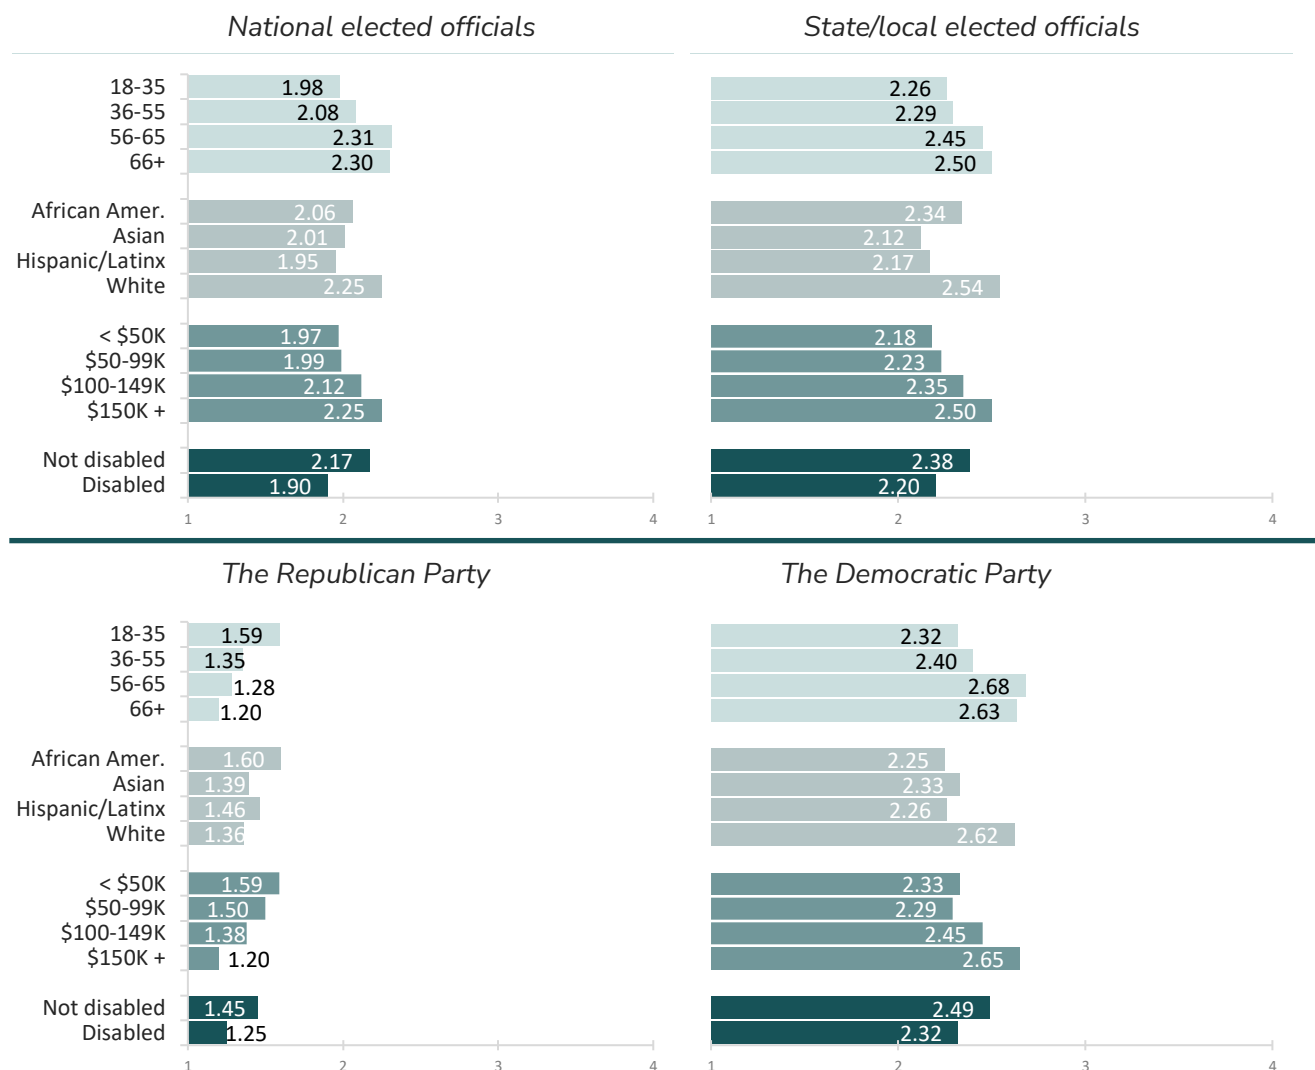 National elected officials
18-35 1.98
36-55 2.08
56-65 2.31
66+ 2.30
African Amer. 2.06
Asian 2.01
Hispanic/Latinx 1.95
White 2.25
< $50K 1.97
$50-99K 1.99
$100-149K 2.12
$150K + 2.25
Not disabled 2.17
Disabled 1.90
1 2 3 4
State/local elected officials
2.26
2.29
2.45
2.50
2.34
2.12
2.17
2.54
2.18
2.23
2.35
2.50
2.38
2.20
1 2 3 4
The Republican Party
18-35 1.59
36-55 1.35
56-65 1.28
66+ 1.20
African Amer. 1.60
Asian 1.39
Hispanic/Latinx 1.46
White 1.36
< $50K 1.59
$50-99K 1.50
$100-149K 1.38
$150K + 1.20
Not disabled 1.45
Disabled 1.25
1 2 3 4
The Democratic Party
2.32
2.40
2.68
2.63
2.25
2.33
2.26
2.62
2.33
2.29
2.45
2.65
2.49
2.32
1 2 3 4